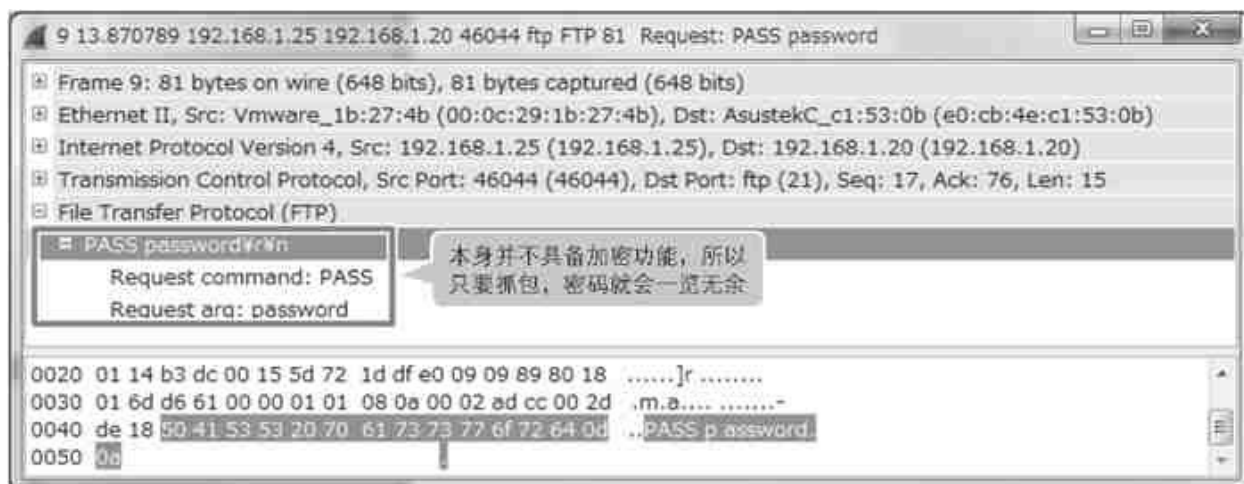 9 13.870789 192.168.1.25 192.168.1.20 46044 ftp FTP 81 Request: PASS password
Frame 9: 81 bytes on wire (648 bits), 81 bytes captured (648 bits)
Ethernet II, Src: Vmware_1b:27:4b (00:0c:29:1b:27:4b), Dst: AsustekC_c1:53:0b (e0:cb:4e:c1:53:0b)
Internet Protocol Version 4, Src: 192.168.1.25 (192.168.1.25), Dst: 192.168.1.20 (192.168.1.20)
Transmission Control Protocol, Src Port: 46044 (46044), Dst Port: ftp (21), Seq: 17, Ack: 76, Len: 15
File Transfer Protocol (FTP)
PASS password¥r¥n
Request command: PASS
Request arg: password
本身并不具备加密功能，所以
只要抓包，密码就会一览无余
0020 01 14 b3 dc 00 15 5d 72 1d df e0 09 09 89 80 18 ......]r ........
0030 01 6d d6 61 00 00 01 01 08 0a 00 02 ad cc 00 2d .m.a.... .......-
0040 de 18 50 41 53 53 20 70 61 73 73 77 6f 72 64 0d ..PASS p assword.
0050 0a .